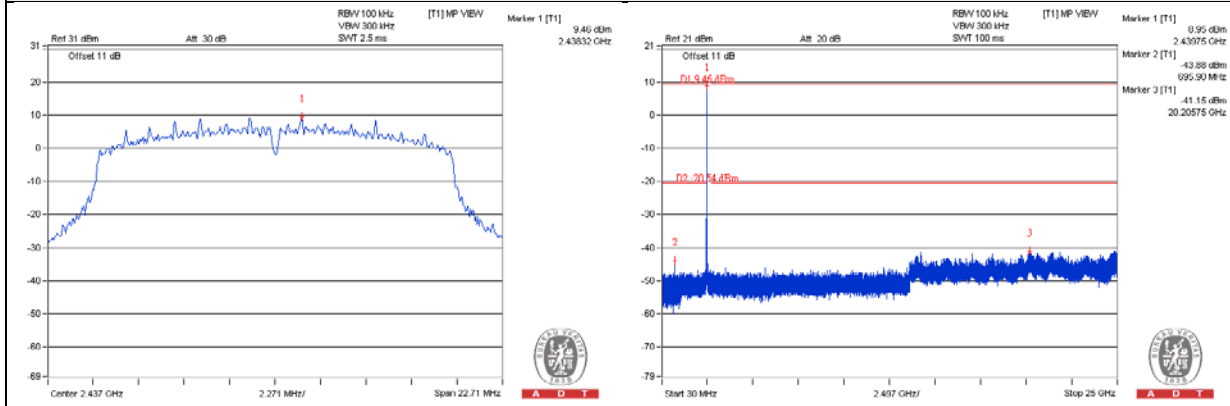 RBW 100 kHz
[T1] MP VIEW
VBW 300 kHz
Ref 31 dBm
Att 30 dB
SWT 2.5 ms
Marker 1 [T1]
9.46 dBm
2.43832 GHz
Offset 11 dB
31
20
10
0
-10
-20
-30
-40
-50
-60
-69
1
Center 2.437 GHz
2.271 MHz/
Span 22.71 MHz
BUREAU VERITAS
1828
A D T
RBW 100 kHz
[T1] MP VIEW
VBW 300 kHz
Ref 21 dBm
Att 20 dB
SWT 100 ms
Marker 1 [T1]
8.95 dBm
2.43975 GHz
Marker 2 [T1]
-43.88 dBm
695.90 MHz
Marker 3 [T1]
-41.15 dBm
20.20575 GHz
Offset 11 dB
21
10
0
-10
-20
-30
-40
-50
-60
-70
-79
1
D1 9.46 dBm
D2 -20.54 dBm
2
3
Start 30 MHz
2.497 GHz/
Stop 25 GHz
BUREAU VERITAS
1828
A D T